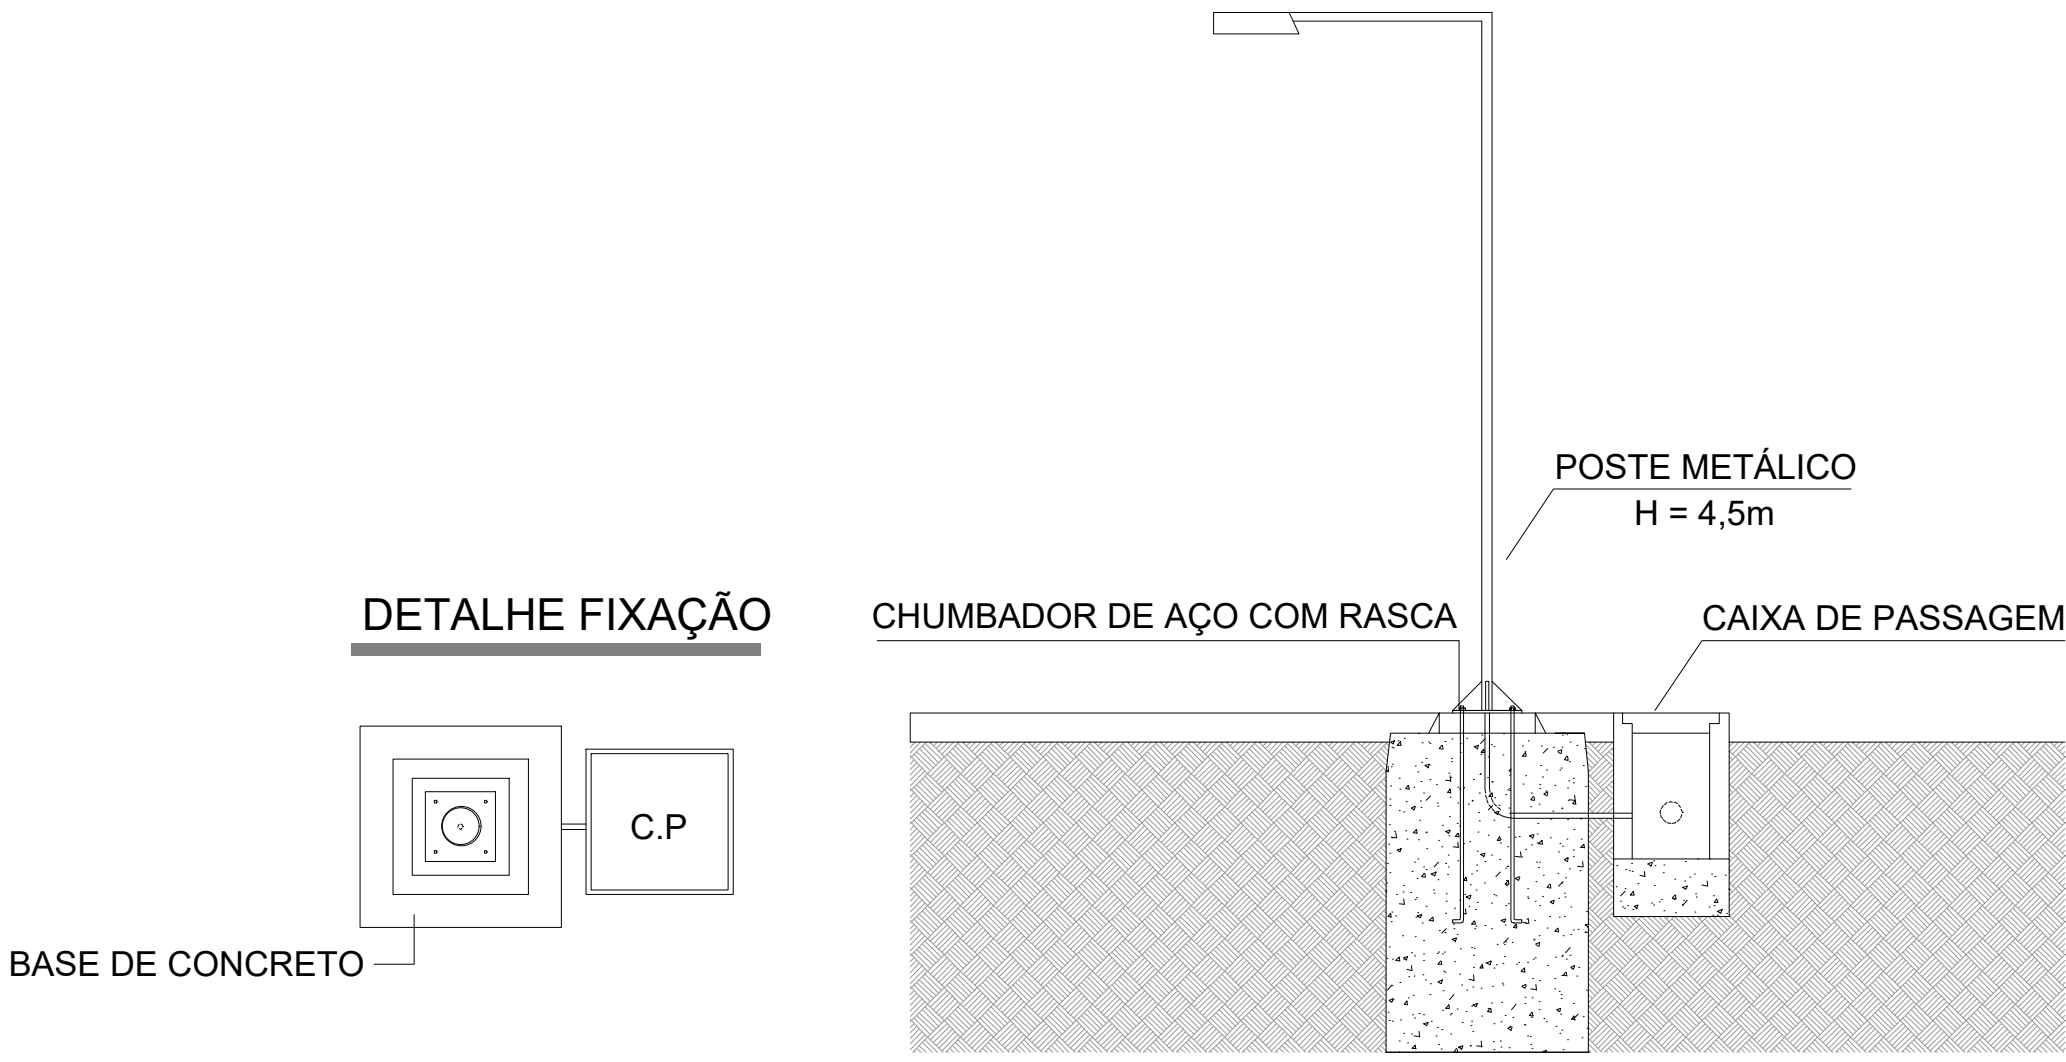 POSTE METÁLICO
H = 4,5m
DETALHE FIXAÇÃO
CHUMBADOR DE AÇO COM RASCA
CAIXA DE PASSAGEM
C.P
BASE DE CONCRETO